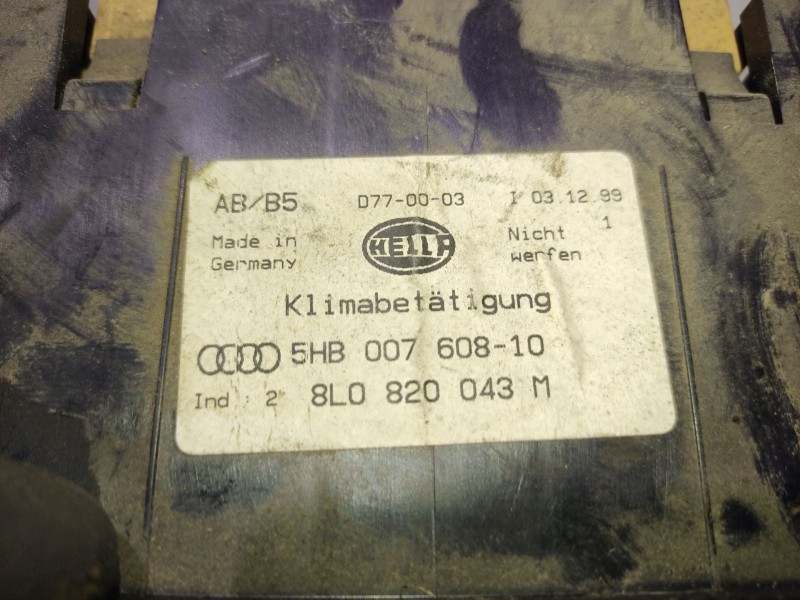 AB/B5 D77-00-03 I 03.12.99
Made in Germany
HELLA
Nicht werfen
1
Klimabetätigung
5HB 007 608-10
Ind : 2 8L0 820 043 M